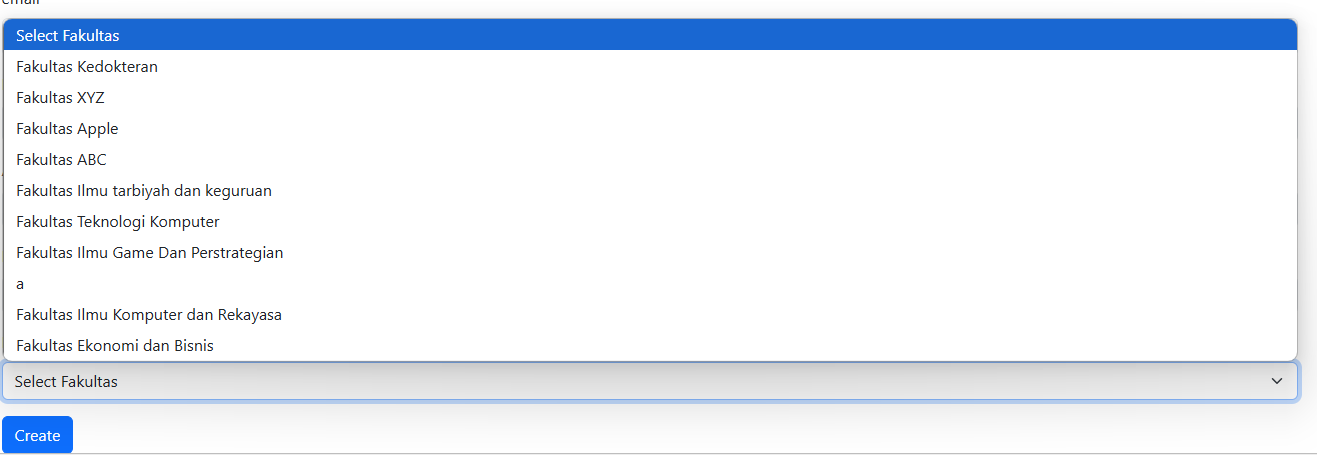 email
Select Fakultas
Fakultas Kedokteran
Fakultas XYZ
Fakultas Apple
Fakultas ABC
Fakultas Ilmu tarbiyah dan keguruan
Fakultas Teknologi Komputer
Fakultas Ilmu Game Dan Perstrategian
a
Fakultas Ilmu Komputer dan Rekayasa
Fakultas Ekonomi dan Bisnis
Select Fakultas
Create